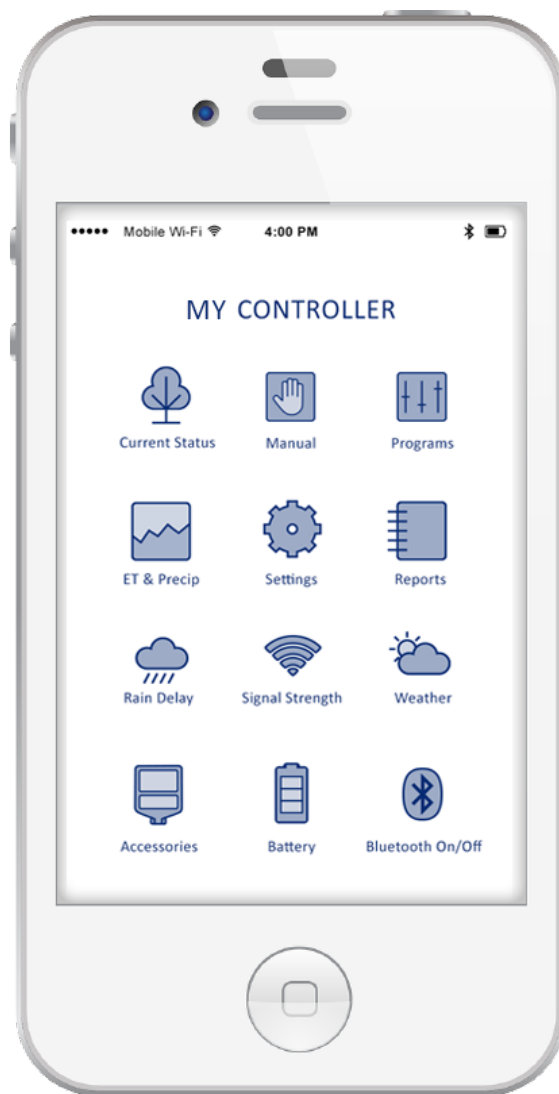 Mobile Wi-Fi 4:00 PM
MY CONTROLLER
Current Status Manual Programs
ET & Precip Settings Reports
Rain Delay Signal Strength Weather
Accessories Battery Bluetooth On/Off